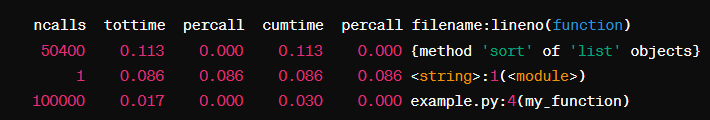 ncalls tottime percall cumtime percall filename:lineno(function)
50400 0.113 0.000 0.113 0.000 {method 'sort' of 'list' objects}
1 0.086 0.086 0.086 0.086 <string>:1(<module>)
100000 0.017 0.000 0.030 0.000 example.py:4(my_function)